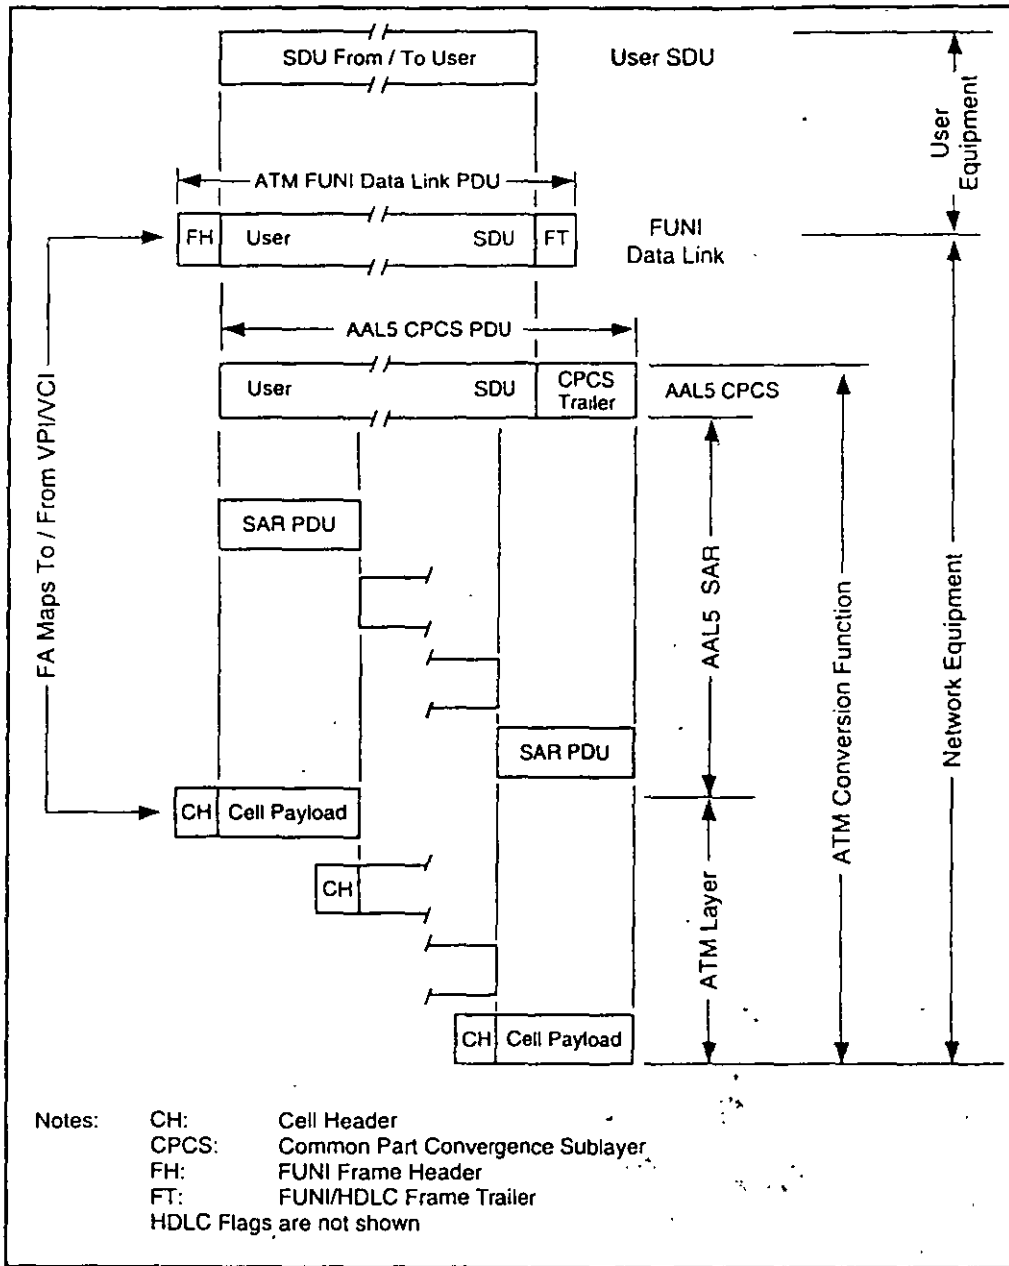 SDU From / To User
User SDU
User
Equipment
ATM FUNI Data Link PDU
FH User SDU FT
FUNI
Data Link
AAL5 CPCS PDU
User SDU CPCS
Trailer
AAL5 CPCS
FA Maps To / From VPI/VCI
SAR PDU
AAL5 SAR
SAR PDU
ATM Conversion Function
Network Equipment
CH Cell Payload
CH
ATM Layer
CH Cell Payload
Notes: CH: Cell Header
CPCS: Common Part Convergence Sublayer
FH: FUNI Frame Header
FT: FUNI/HDLC Frame Trailer
HDLC Flags are not shown